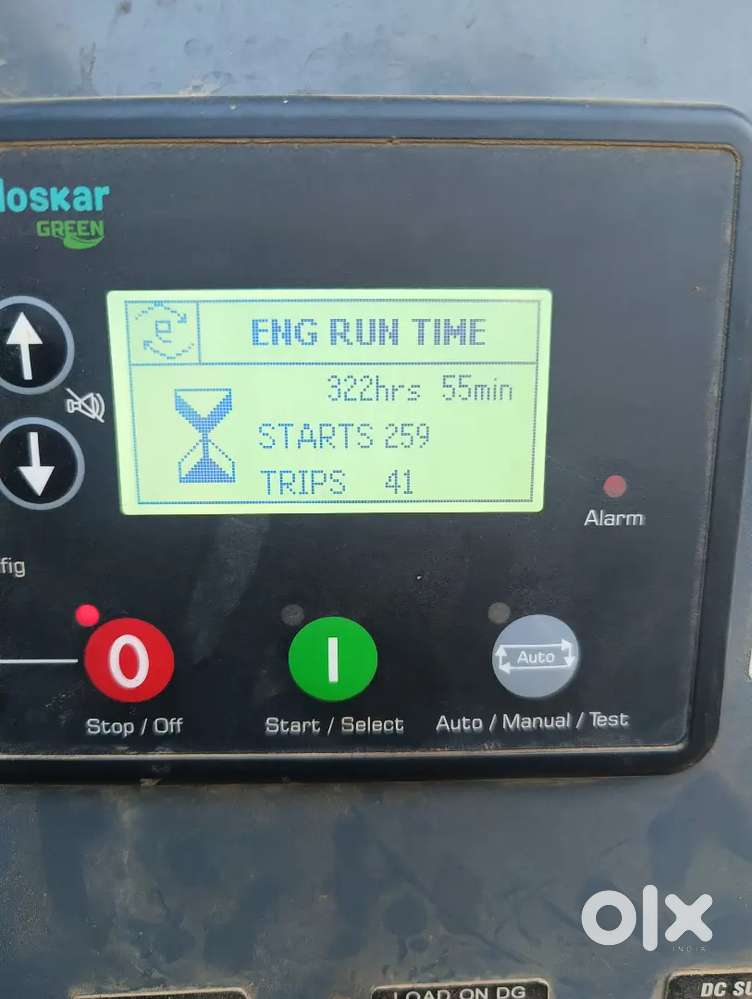 loskar
GREEN
e
ENG RUN TIME
322hrs 55min
STARTS 259
TRIPS 41
Alarm
fig
0
I
Auto
Stop / Off
Start / Select
Auto / Manual / Test
olx
INDIA
LOAD ON DG
DC SU